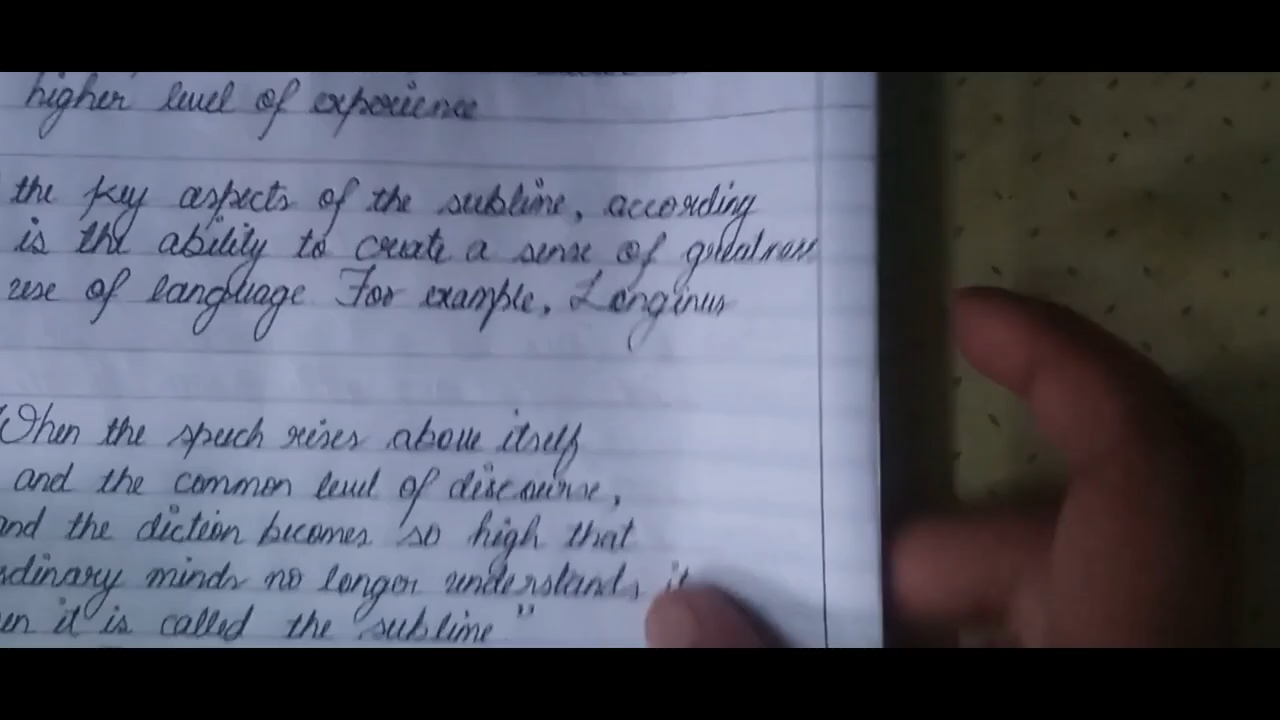 higher level of experience
the key aspects of the sublime, according
is the ability to create a sense of greatness
use of language For example, Longinus
When the speech rises above itself
and the common level of discourse,
and the diction becomes so high that
rdinary minds no longer understands it
en it is called the sublime"